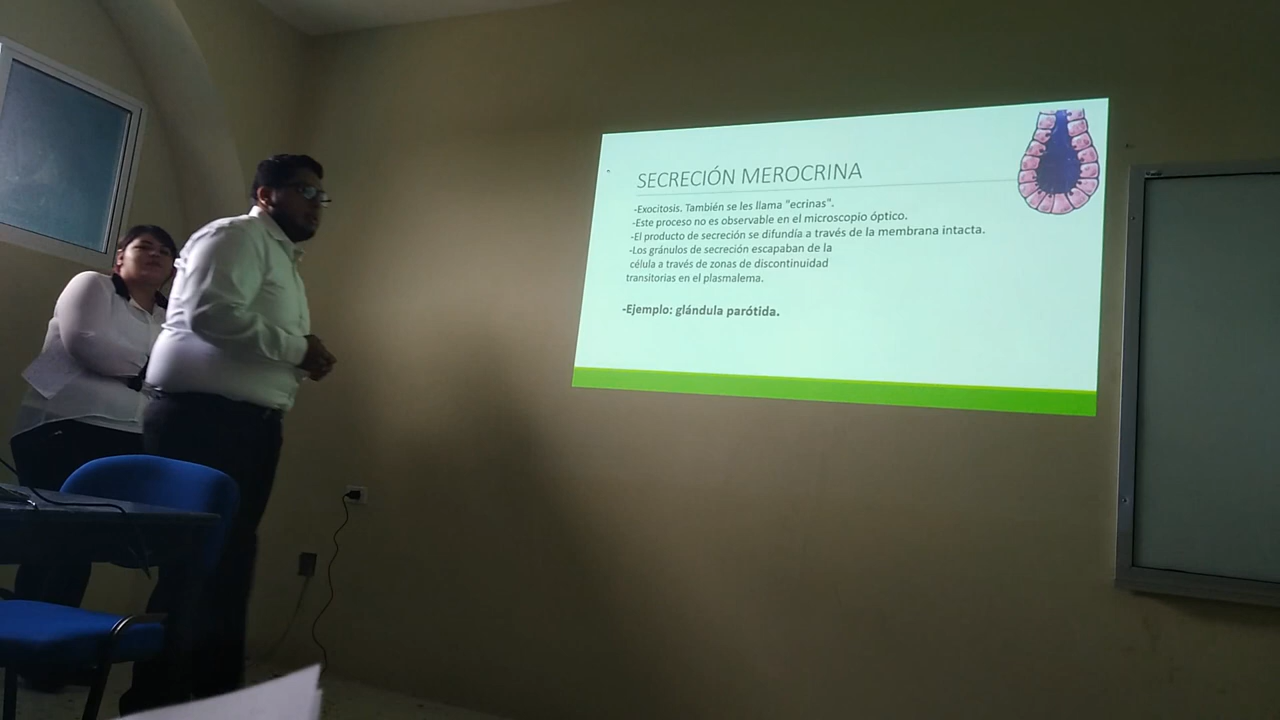 SECRECIÓN MEROCRINA
-Exocitosis. También se les llama "ecrinas".
-Este proceso no es observable en el microscopio óptico.
-El producto de secreción se difundía a través de la membrana intacta.
-Los gránulos de secreción escapaban de la
célula a través de zonas de discontinuidad
transitorias en el plasmalema.
-Ejemplo: glándula parótida.